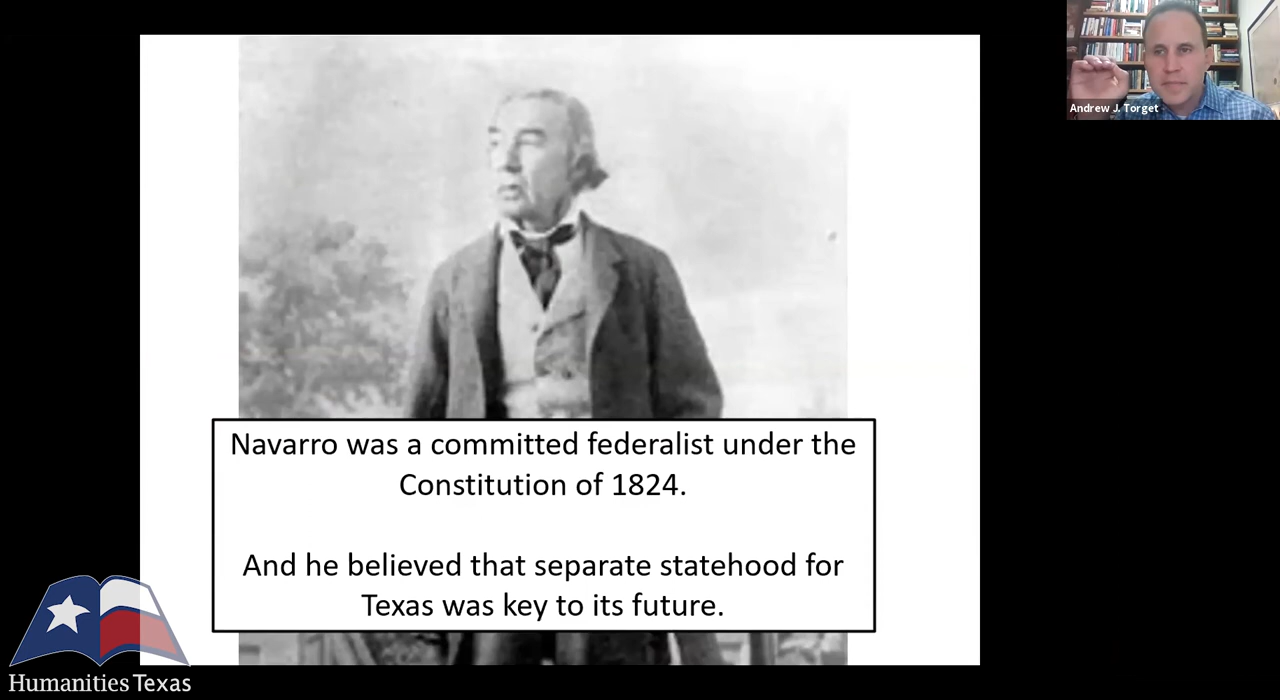 Andrew J. Torget
Navarro was a committed federalist under the
Constitution of 1824.
And he believed that separate statehood for
Texas was key to its future.
Humanities Texas